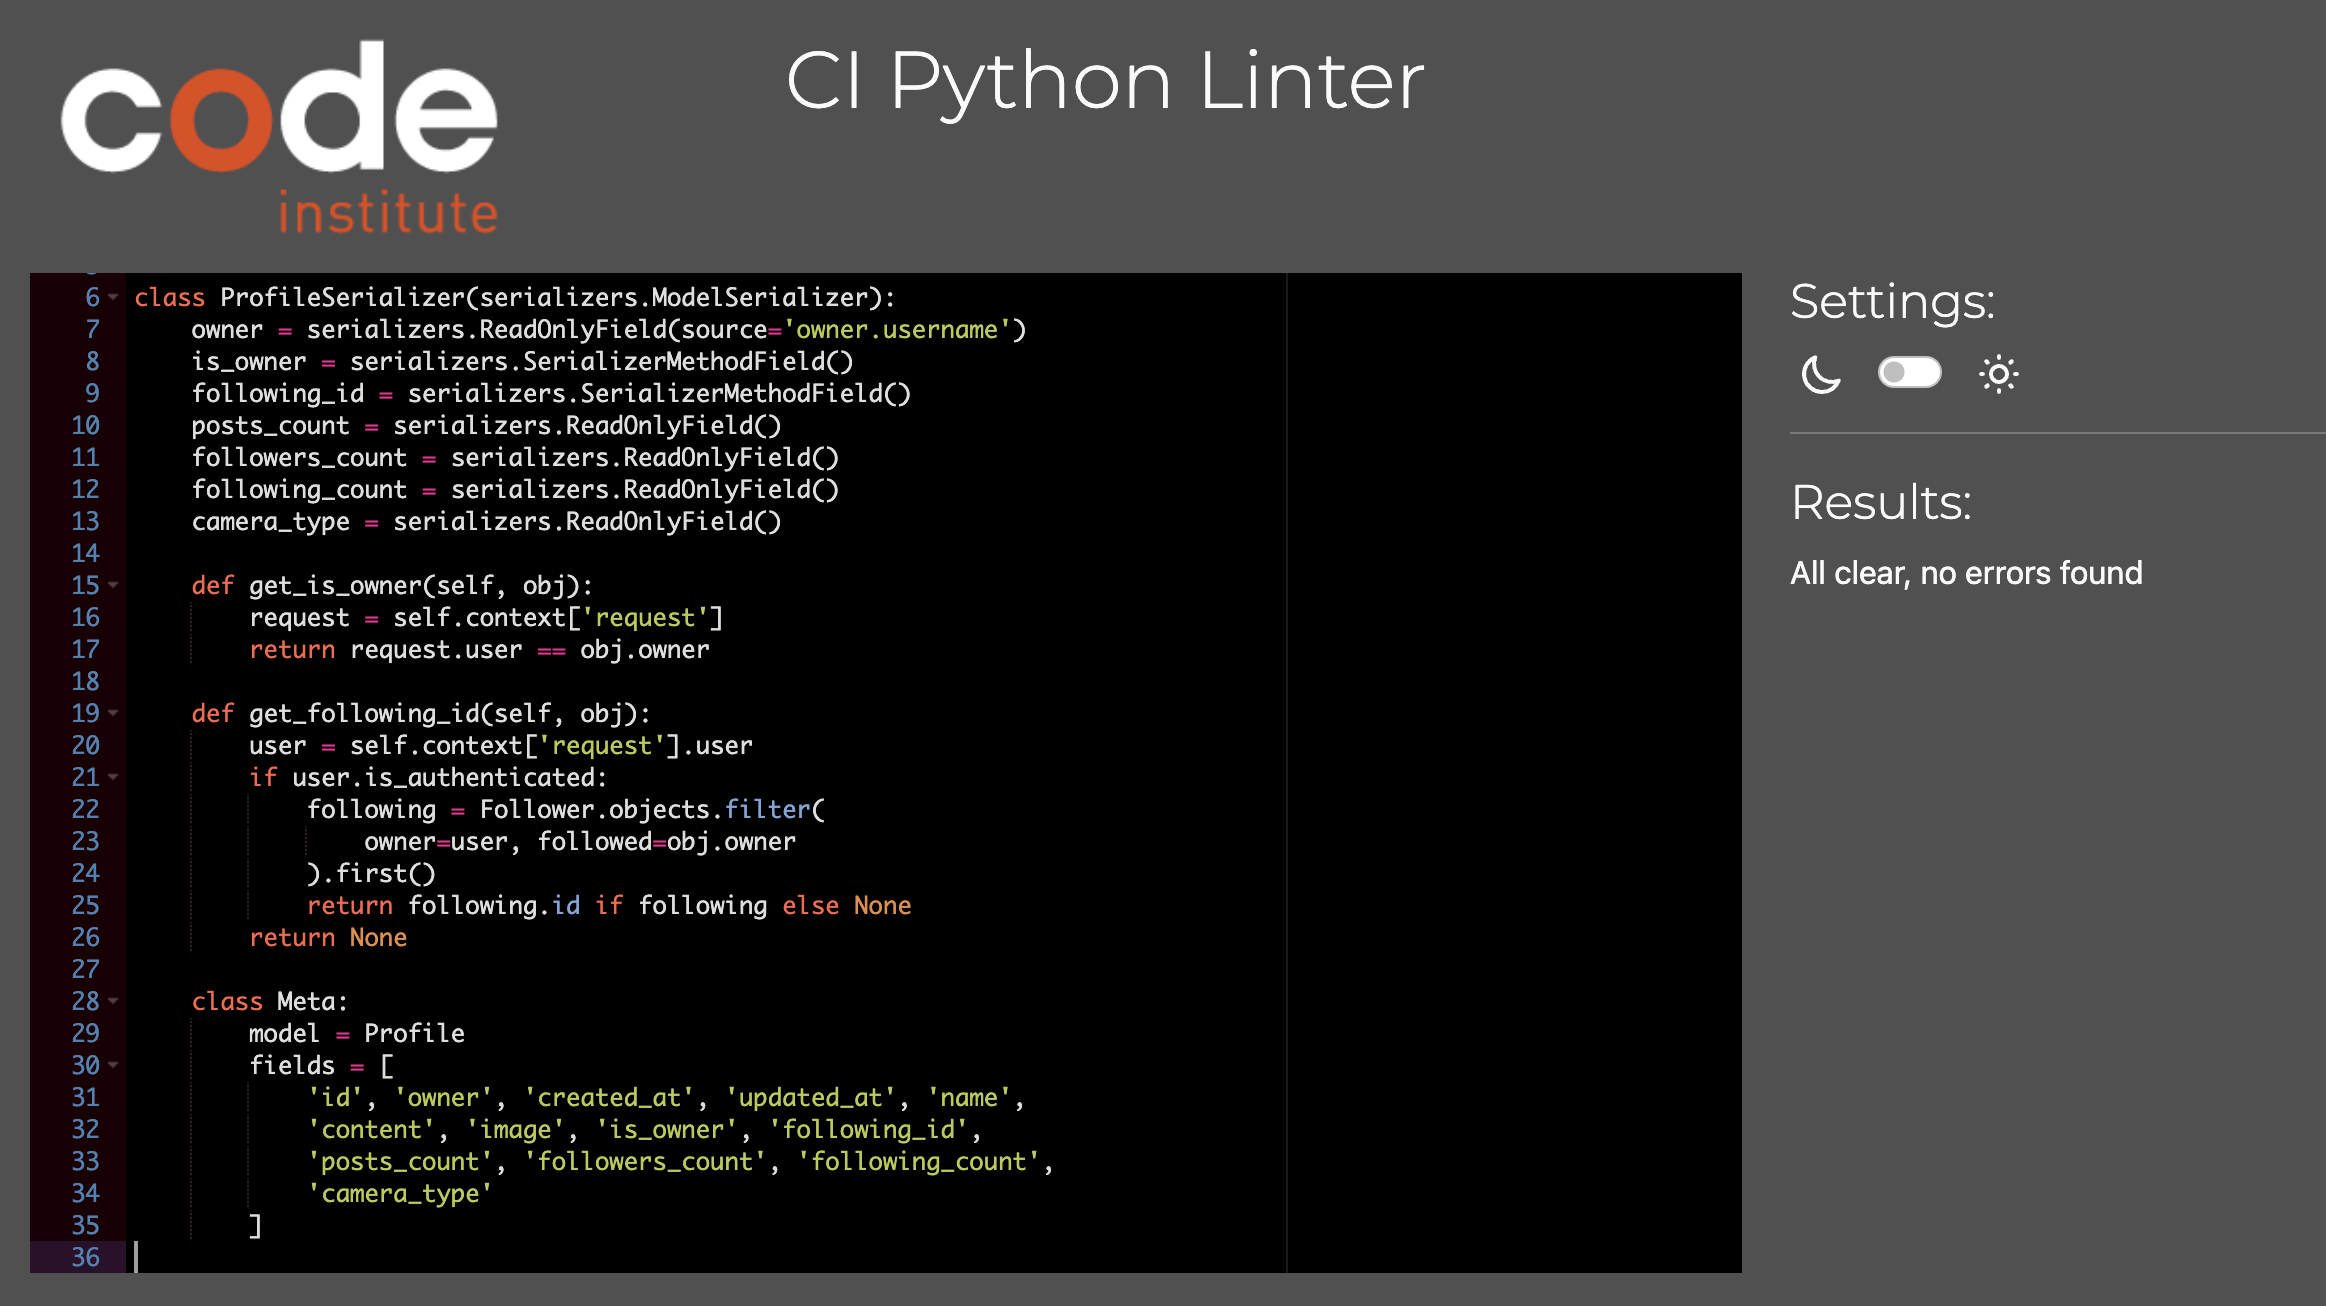 code
institute
CI Python Linter
6 class ProfileSerializer(serializers.ModelSerializer):
7     owner = serializers.ReadOnlyField(source='owner.username')
8     is_owner = serializers.SerializerMethodField()
9     following_id = serializers.SerializerMethodField()
10     posts_count = serializers.ReadOnlyField()
11     followers_count = serializers.ReadOnlyField()
12     following_count = serializers.ReadOnlyField()
13     camera_type = serializers.ReadOnlyField()
14
15     def get_is_owner(self, obj):
16         request = self.context['request']
17         return request.user == obj.owner
18
19     def get_following_id(self, obj):
20         user = self.context['request'].user
21         if user.is_authenticated:
22             following = Follower.objects.filter(
23                 owner=user, followed=obj.owner
24             ).first()
25             return following.id if following else None
26         return None
27
28     class Meta:
29         model = Profile
30         fields = [
31             'id', 'owner', 'created_at', 'updated_at', 'name',
32             'content', 'image', 'is_owner', 'following_id',
33             'posts_count', 'followers_count', 'following_count',
34             'camera_type'
35         ]
36
Settings:
Results:
All clear, no errors found